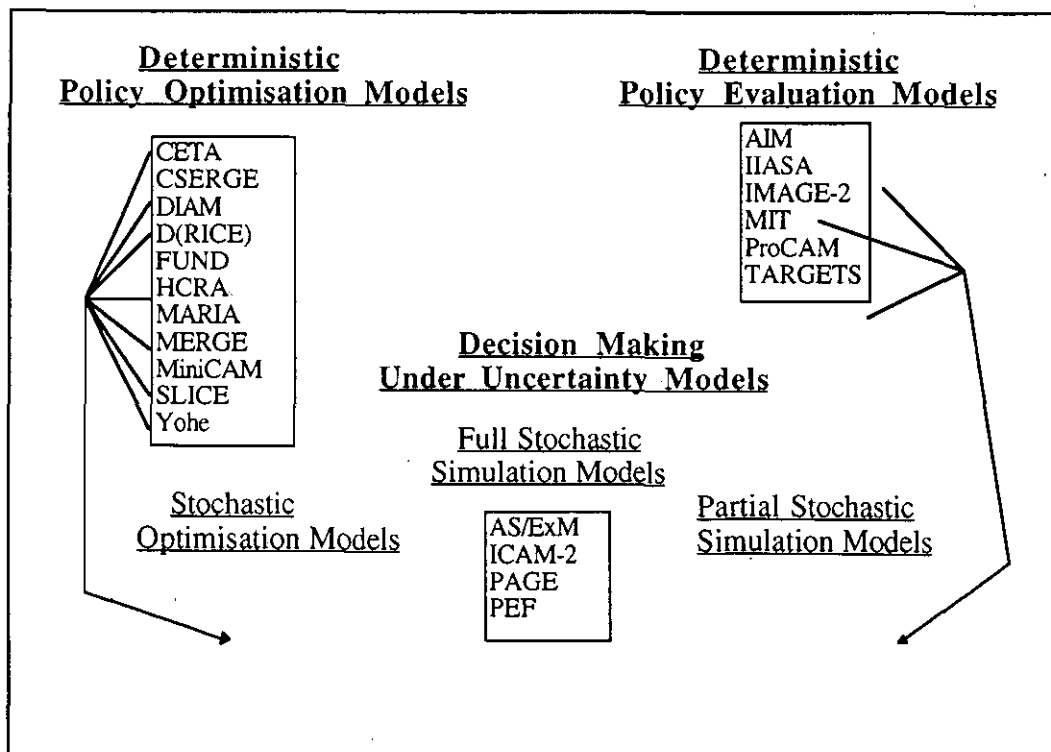 Deterministic
Policy Optimisation Models
CETA
CSERGE
DIAM
D(RICE)
FUND
HCRA
MARIA
MERGE
MiniCAM
SLICE
Yohe
Deterministic
Policy Evaluation Models
AIM
IIASA
IMAGE-2
MIT
ProCAM
TARGETS
Decision Making
Under Uncertainty Models
Stochastic
Optimisation Models
Full Stochastic
Simulation Models
AS/ExM
ICAM-2
PAGE
PEF
Partial Stochastic
Simulation Models